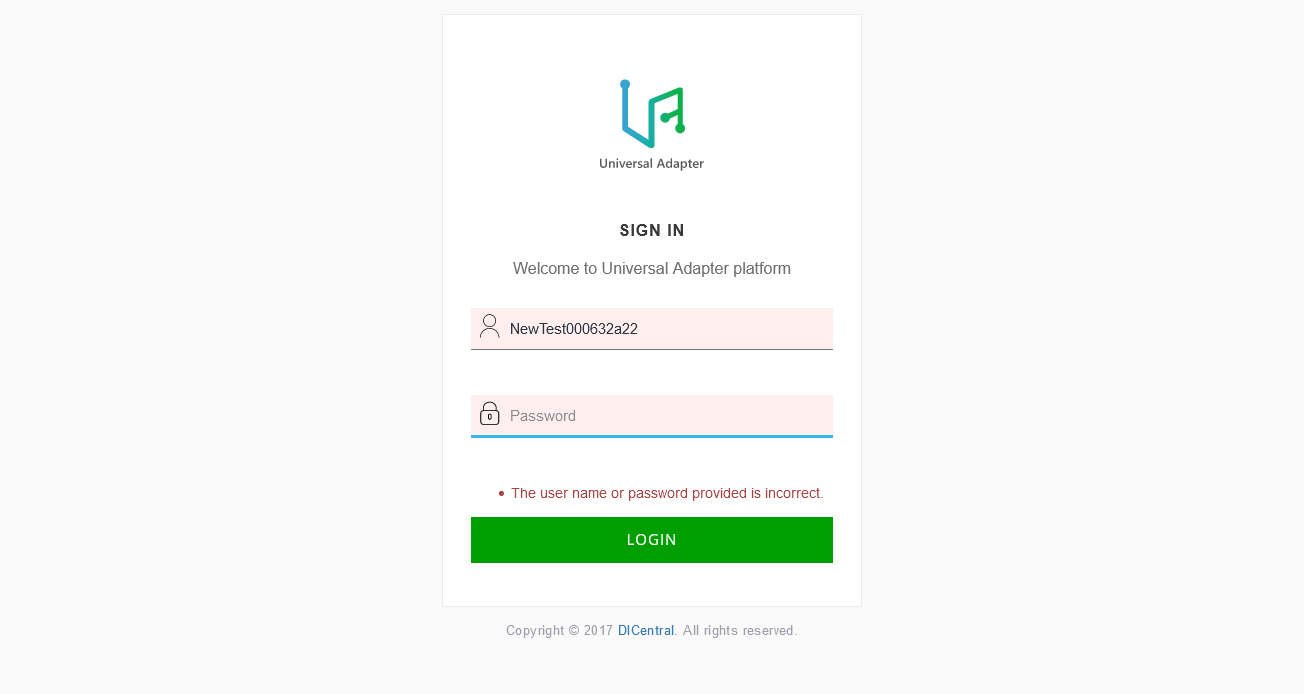 Universal Adapter
SIGN IN
Welcome to Universal Adapter platform
NewTest000632a22
Password
The user name or password provided is incorrect.
LOGIN
Copyright © 2017 DICentral. All rights reserved.